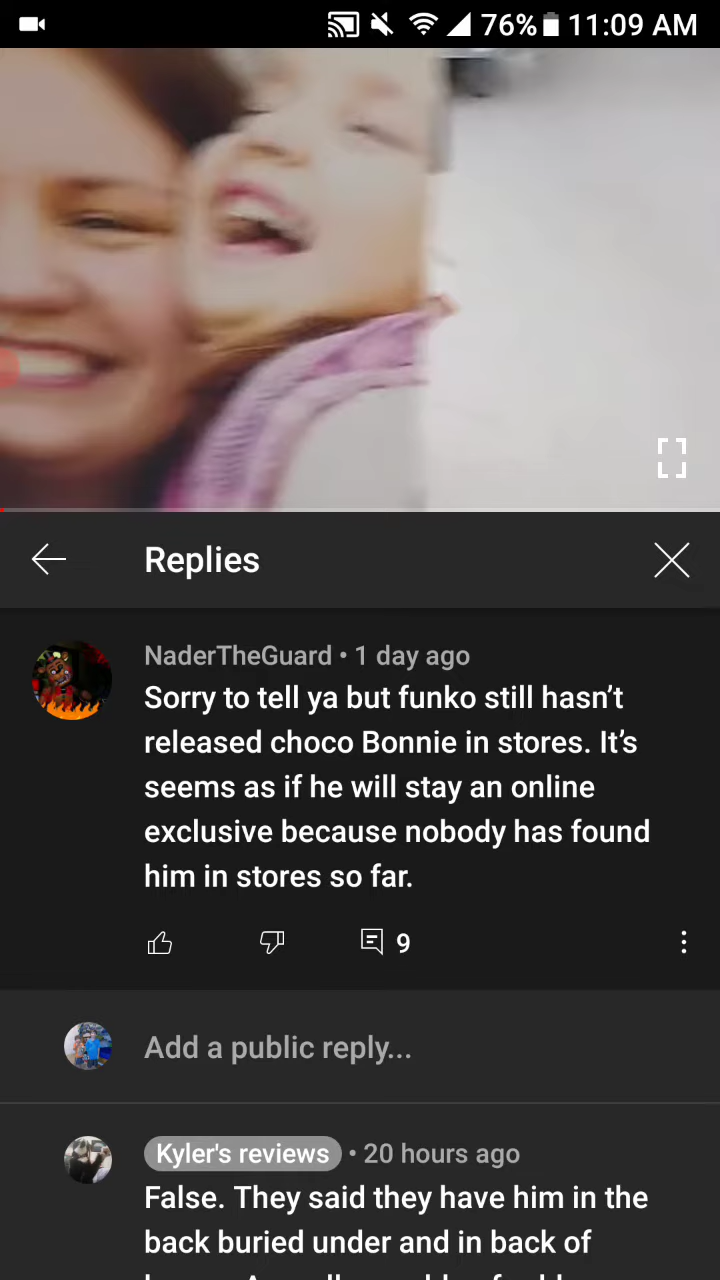 76% 11:09 AM
Replies
NaderTheGuard • 1 day ago
Sorry to tell ya but funko still hasn’t
released choco Bonnie in stores. It’s
seems as if he will stay an online
exclusive because nobody has found
him in stores so far.
9
Add a public reply...
Kyler's reviews • 20 hours ago
False. They said they have him in the
back buried under and in back of